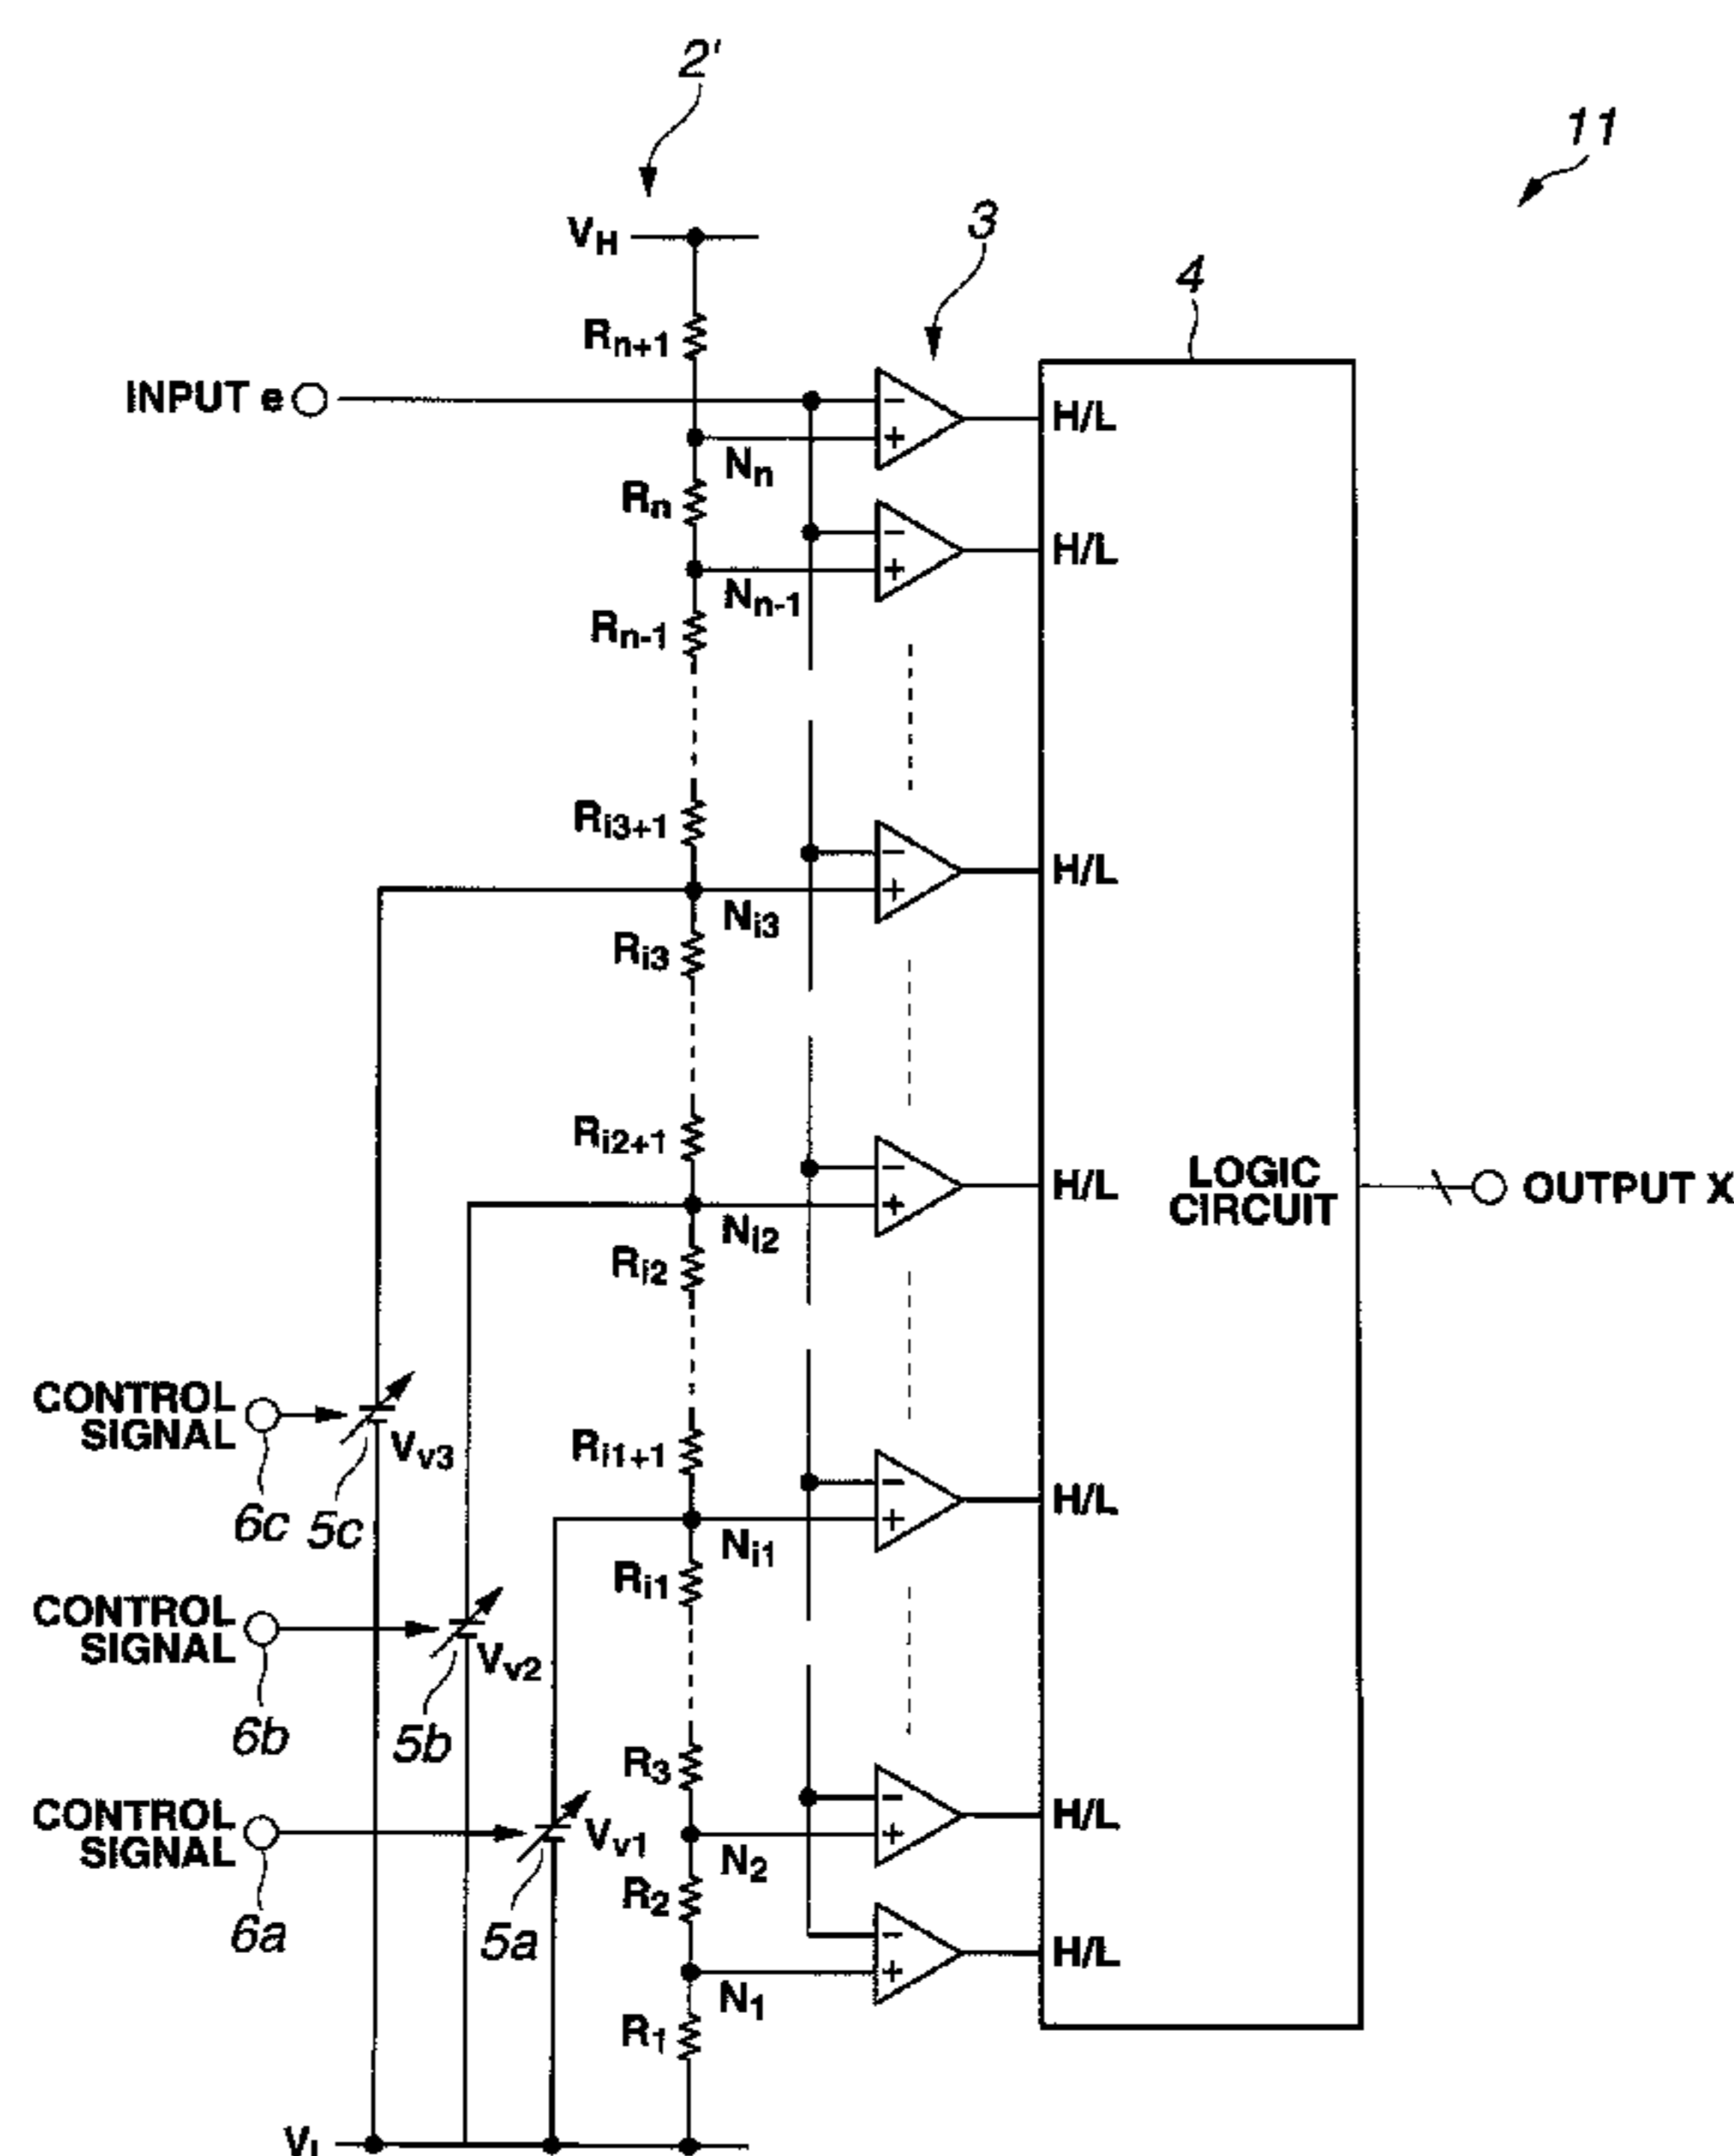 2'
11
VH
3
4
Rn+1
INPUT e
- H/L
+
Nn
Rn
- H/L
+
Nn-1
Rn-1
Ri3+1
- H/L
+
Ni3
Ri3
Ri2+1
LOGIC
CIRCUIT
- H/L
OUTPUT X
+
Ni2
Ri2
CONTROL
SIGNAL
Vv3
6c 5c
Ri1+1
- H/L
+
Ni1
Ri1
CONTROL
SIGNAL
Vv2
6b 5b
R3
- H/L
+
N2
CONTROL
SIGNAL
Vv1
6a 5a
R2
- H/L
+
N1
R1
VL